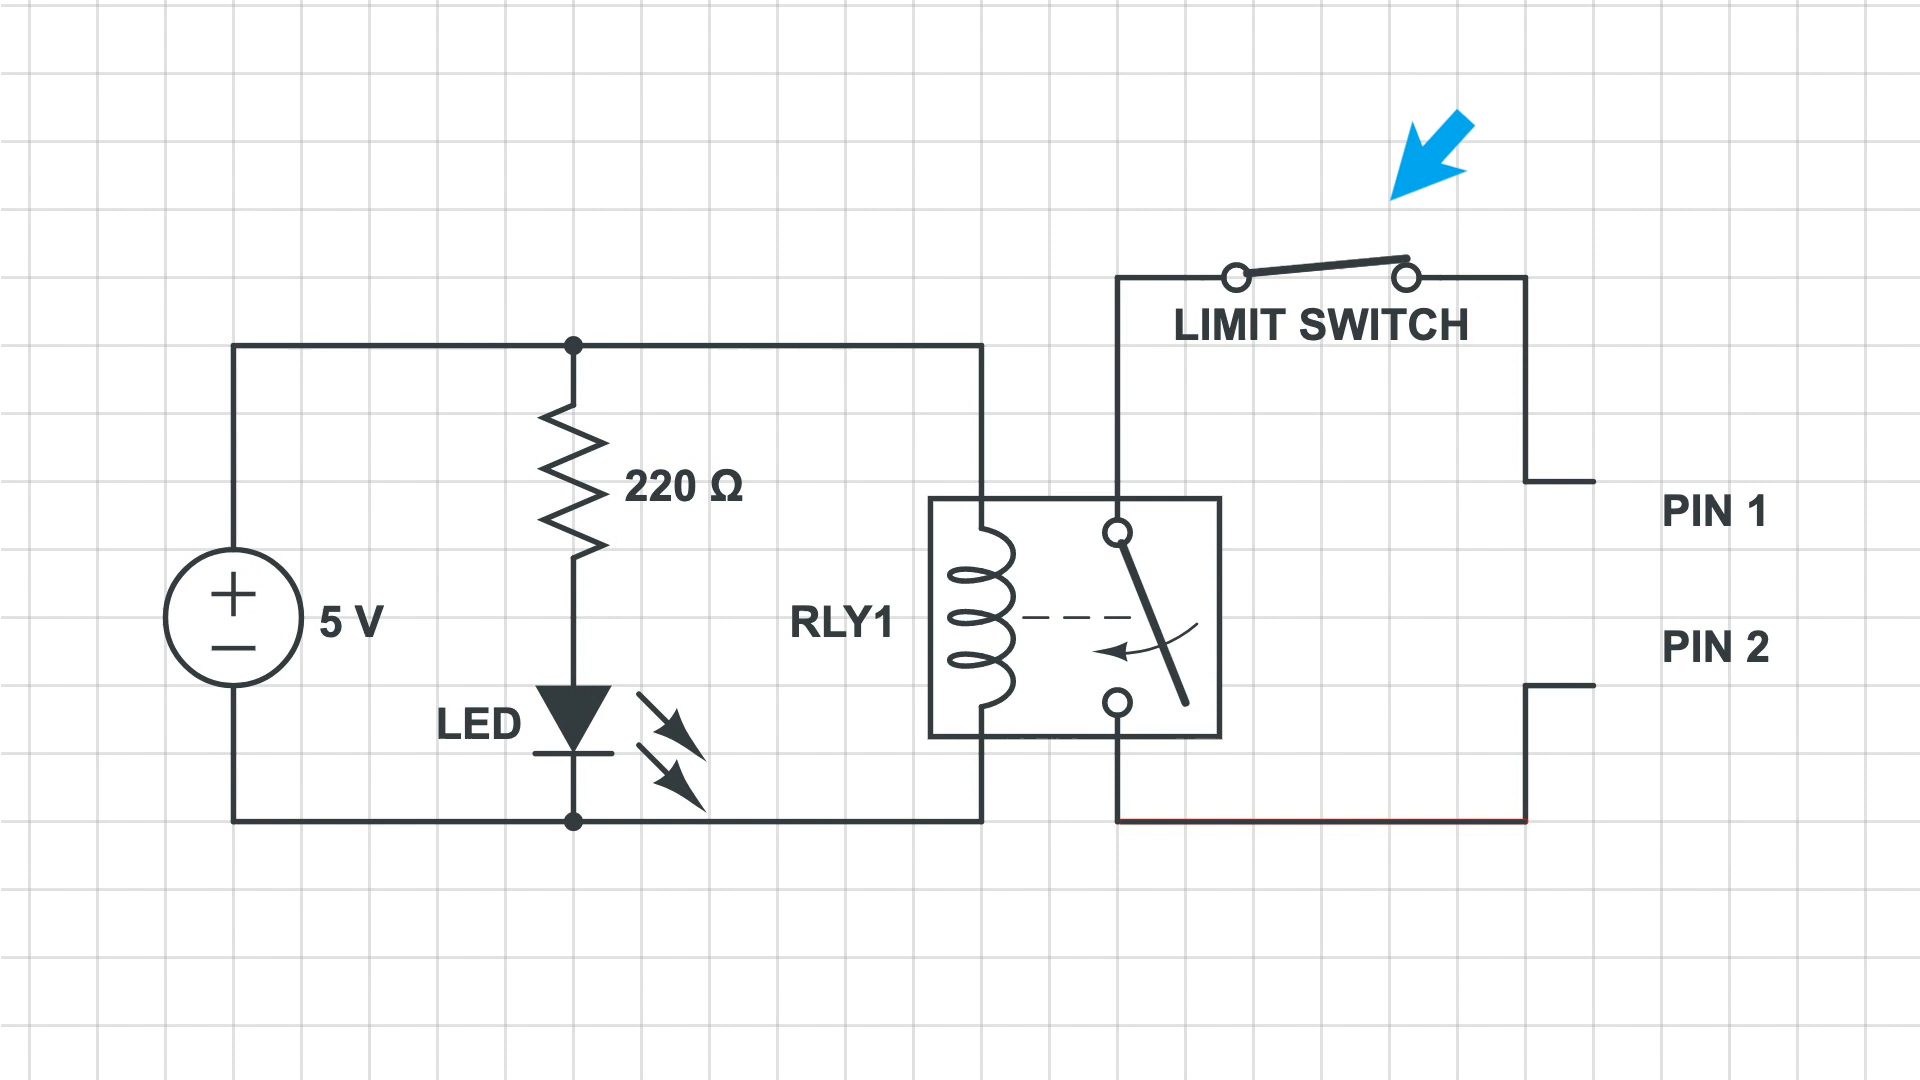 LIMIT SWITCH
220 Ω
PIN 1
5 V
RLY1
PIN 2
LED